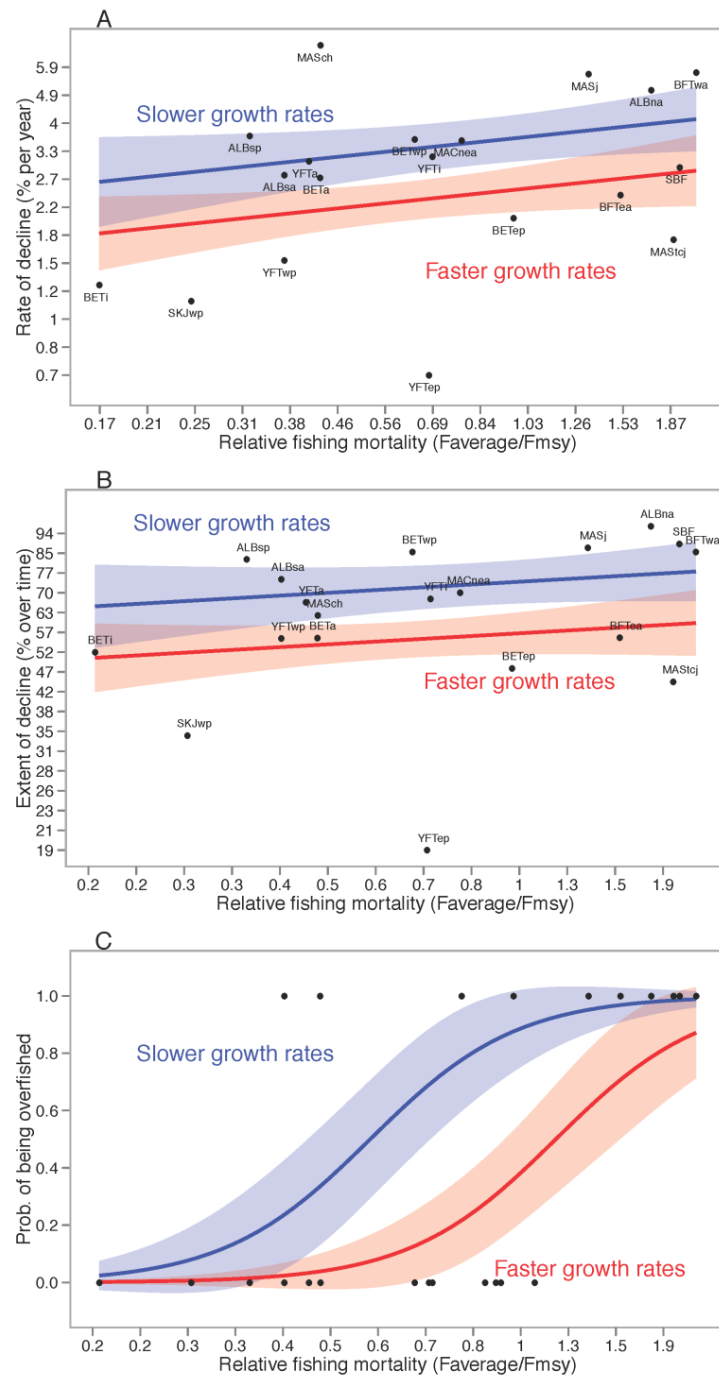 A
Rate of decline (% per year)
5.9
4.9
4
3.3
2.7
2.2
1.8
1.5
1.2
1
0.8
0.7
Slower growth rates
Faster growth rates
MASch
MASj
BFTwa
ALBna
ALBsp
BETwp
MACnea
YFTa
YFTi
ALBsa
BETa
SBF
BFTea
BETep
MAStcj
YFTwp
BETi
SKJwp
YFTep
0.17 0.21 0.25 0.31 0.38 0.46 0.56 0.69 0.84 1.03 1.26 1.53 1.87
Relative fishing mortality (Faverage/Fmsy)
B
Extent of decline (% over time)
94
85
77
70
63
57
52
47
42
38
35
31
28
26
23
21
19
Slower growth rates
Faster growth rates
ALBna
SBF
MASj
BFTwa
BETwp
ALBsp
ALBsa
YFTa
MASch
YFTi
MACnea
YFTwp
BETa
BFTea
BETi
BETep
MAStcj
SKJwp
YFTep
0.2 0.2 0.3 0.3 0.4 0.5 0.6 0.7 0.8 1 1.3 1.5 1.9
Relative fishing mortality (Faverage/Fmsy)
C
Prob. of being overfished
1.0
0.8
0.6
0.4
0.2
0.0
Slower growth rates
Faster growth rates
0.2 0.2 0.3 0.3 0.4 0.5 0.6 0.7 0.8 1 1.3 1.5 1.9
Relative fishing mortality (Faverage/Fmsy)